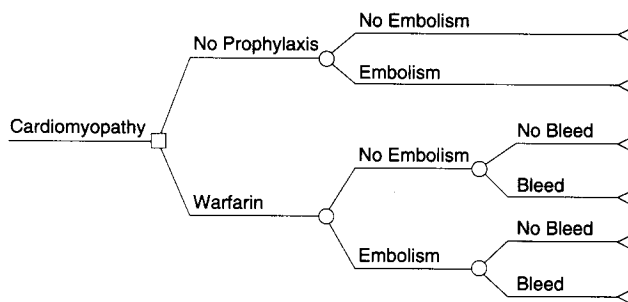 No Embolism
No Prophylaxis
Embolism
Cardiomyopathy
No Bleed
No Embolism
Bleed
Warfarin
No Bleed
Embolism
Bleed